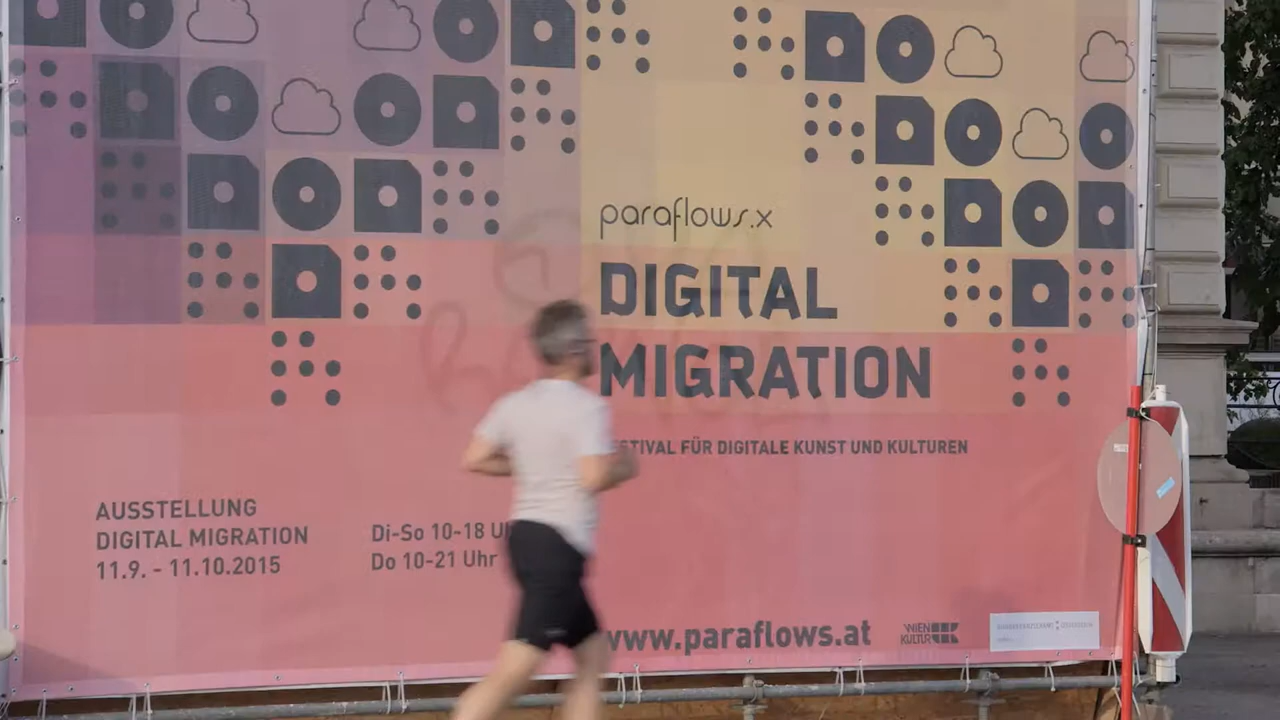 paraflows.x
DIGITAL
MIGRATION
STIVAL FÜR DIGITALE KUNST UND KULTUREN
AUSSTELLUNG
DIGITAL MIGRATION
11.9. - 11.10.2015
Di-So 10-18 U
Do 10-21 Uhr
www.paraflows.at
WIEN
KULTUR